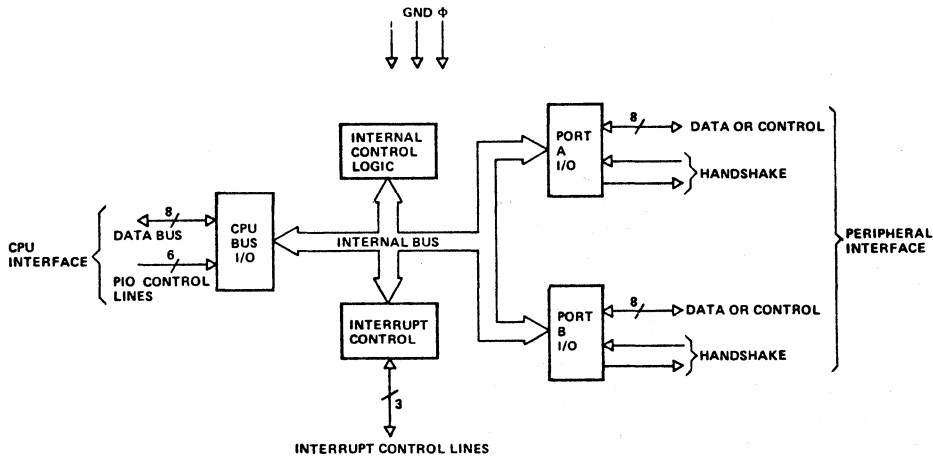 GND Φ
INTERNAL
CONTROL
LOGIC
PORT
A
I/O
8
DATA OR CONTROL
HANDSHAKE
CPU
INTERFACE
8
DATA BUS
6
PIO CONTROL
LINES
CPU
BUS
I/O
INTERNAL BUS
PERIPHERAL
INTERFACE
INTERRUPT
CONTROL
3
INTERRUPT CONTROL LINES
PORT
B
I/O
8
DATA OR CONTROL
HANDSHAKE